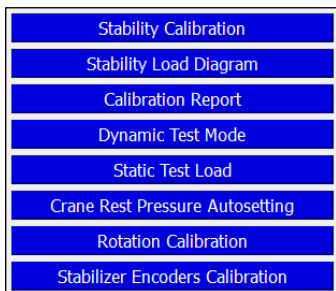 Stability Calibration
Stability Load Diagram
Calibration Report
Dynamic Test Mode
Static Test Load
Crane Rest Pressure Autosetting
Rotation Calibration
Stabilizer Encoders Calibration